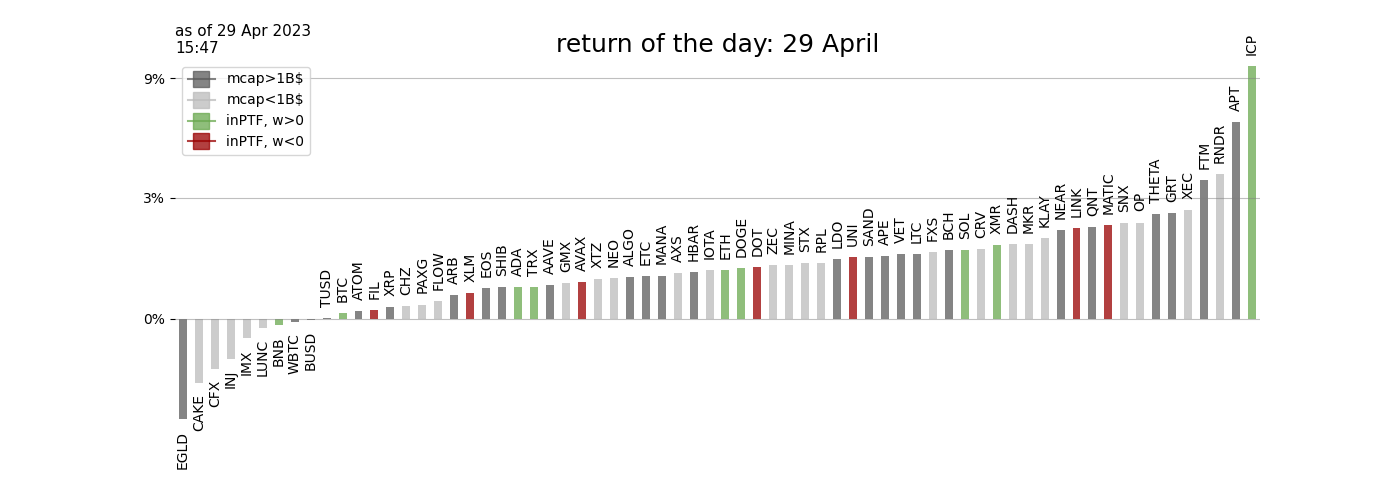 as of 29 Apr 2023
15:47
return of the day: 29 April
mcap>1B$
mcap<1B$
inPTF, w>0
inPTF, w<0
9%
3%
0%
EGLD
CAKE
CFX
INJ
IMX
LUNC
BNB
WBTC
BUSD
TUSD
BTC
ATOM
FIL
XRP
CHZ
PAXG
FLOW
ARB
XLM
EOS
SHIB
ADA
TRX
AAVE
GMX
AVAX
XTZ
NEO
ALGO
ETC
MANA
AXS
HBAR
IOTA
ETH
DOGE
DOT
ZEC
MINA
STX
RPL
LDO
UNI
SAND
APE
VET
LTC
FXS
BCH
SOL
CRV
XMR
DASH
MKR
KLAY
NEAR
LINK
QNT
MATIC
SNX
OP
THETA
GRT
XEC
FTM
RNDR
APT
ICP